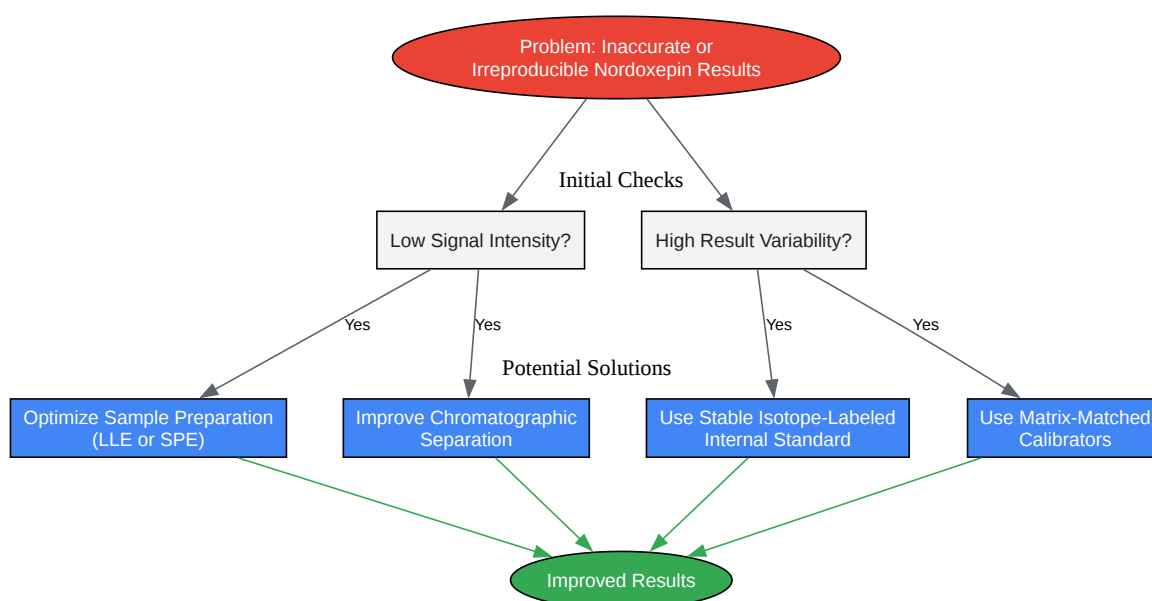 Problem: Inaccurate or
Irreproducible Nordoxepin Results
Initial Checks
Low Signal Intensity?
High Result Variability?
Yes
Yes
Yes
Yes
Potential Solutions
Optimize Sample Preparation
(LLE or SPE)
Improve Chromatographic
Separation
Use Stable Isotope-Labeled
Internal Standard
Use Matrix-Matched
Calibrators
Improved Results